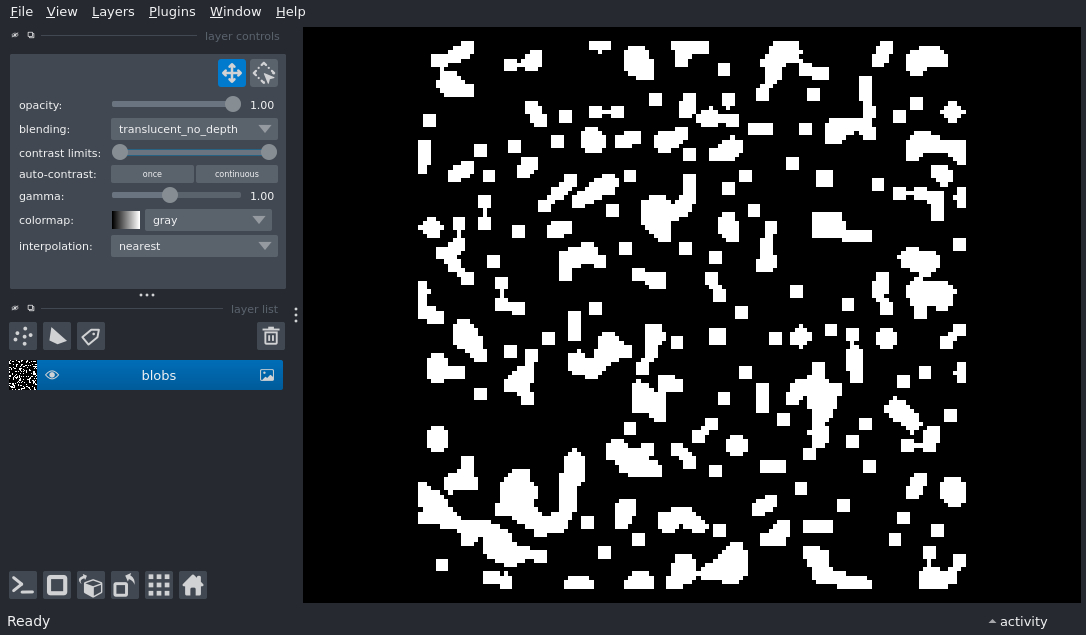 File View Layers Plugins Window Help
layer controls
opacity: 1.00
blending: translucent_no_depth
contrast limits:
auto-contrast: once continuous
gamma: 1.00
colormap: gray
interpolation: nearest
layer list
blobs
Ready activity